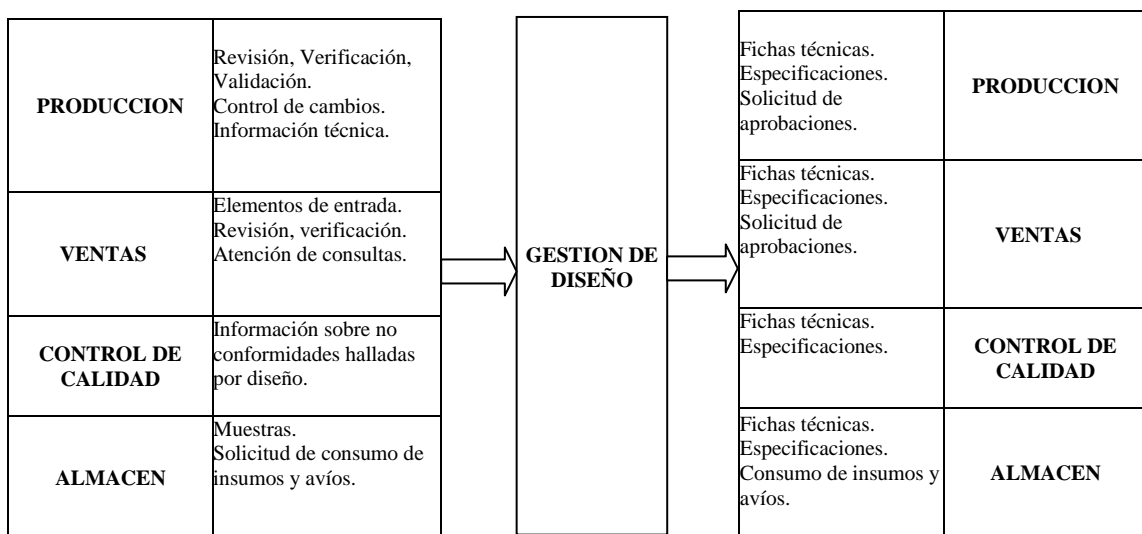 PRODUCCION
Revisión, Verificación,
Validación.
Control de cambios.
Información técnica.
VENTAS
Elementos de entrada.
Revisión, verificación.
Atención de consultas.
CONTROL DE
CALIDAD
Información sobre no
conformidades halladas
por diseño.
ALMACEN
Muestras.
Solicitud de consumo de
insumos y avíos.
GESTION DE
DISEÑO
Fichas técnicas.
Especificaciones.
Solicitud de
aprobaciones.
PRODUCCION
Fichas técnicas.
Especificaciones.
Solicitud de
aprobaciones.
VENTAS
Fichas técnicas.
Especificaciones.
CONTROL DE
CALIDAD
Fichas técnicas.
Especificaciones.
Consumo de insumos y
avíos.
ALMACEN